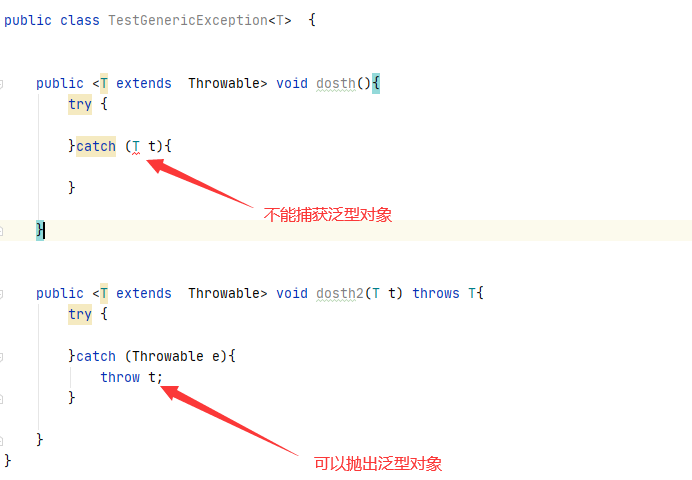 public class TestGenericException<T>  {
public <T extends  Throwable> void dosth(){
try {
}catch (T t){
}
不能捕获泛型对象
}
public <T extends  Throwable> void dosth2(T t) throws T{
try {
}catch (Throwable e){
throw t;
}
}
可以抛出泛型对象
}